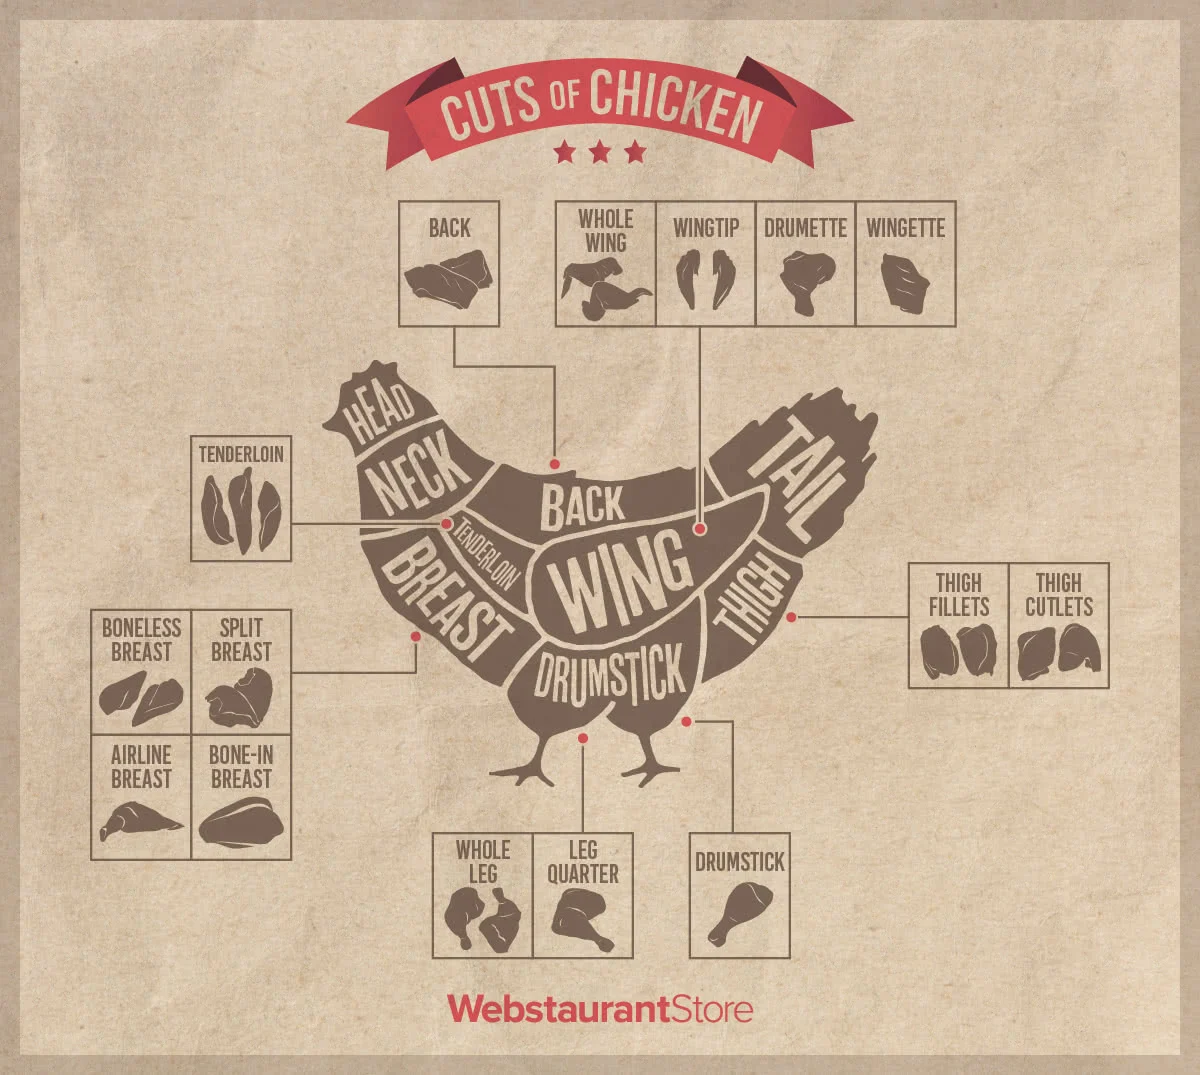 CUTS OF CHICKEN
BACK
WHOLE
WING
WINGTIP
DRUMETTE
WINGETTE
HEAD
NECK
BACK
TAIL
TENDERLOIN
TENDERLOIN
BREAST
WING
THIGH
DRUMSTICK
THIGH
FILLETS
THIGH
CUTLETS
BONELESS
BREAST
SPLIT
BREAST
AIRLINE
BREAST
BONE-IN
BREAST
WHOLE
LEG
LEG
QUARTER
DRUMSTICK
WebstaurantStore